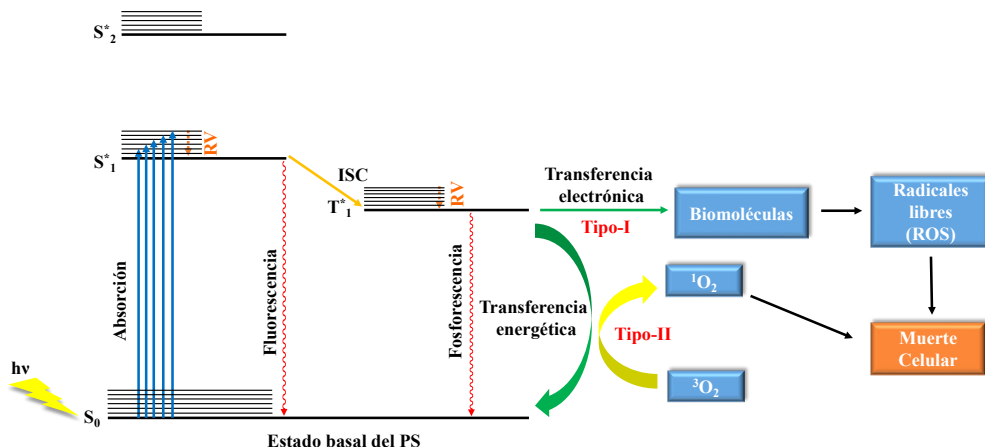 S*2
S*1
RV
ISC
T*1
RV
Transferencia
electrónica
Tipo-I
Biomoléculas
Radicales
libres
(ROS)
Absorción
Fluorescencia
Fosforescencia
Transferencia
energética
Tipo-II
¹O₂
³O₂
Muerte
Celular
hν
S₀
Estado basal del PS